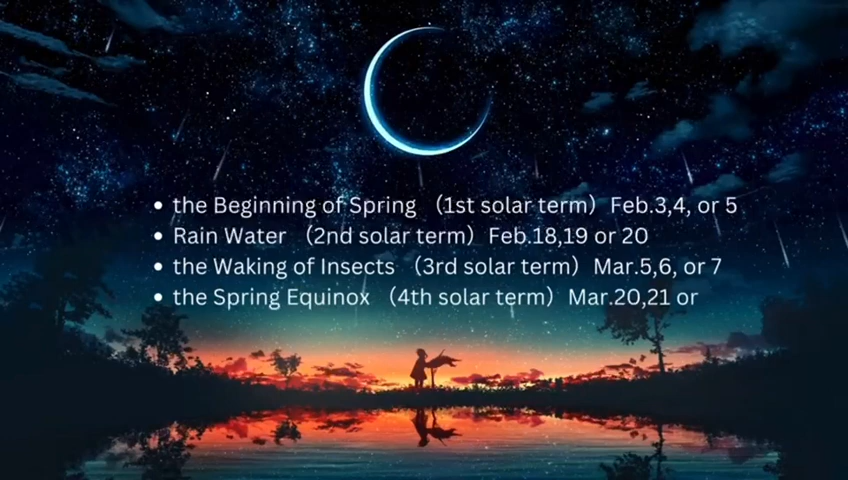 • the Beginning of Spring （1st solar term）Feb.3,4, or 5
• Rain Water （2nd solar term）Feb.18,19 or 20
• the Waking of Insects （3rd solar term）Mar.5,6, or 7
• the Spring Equinox （4th solar term）Mar.20,21 or